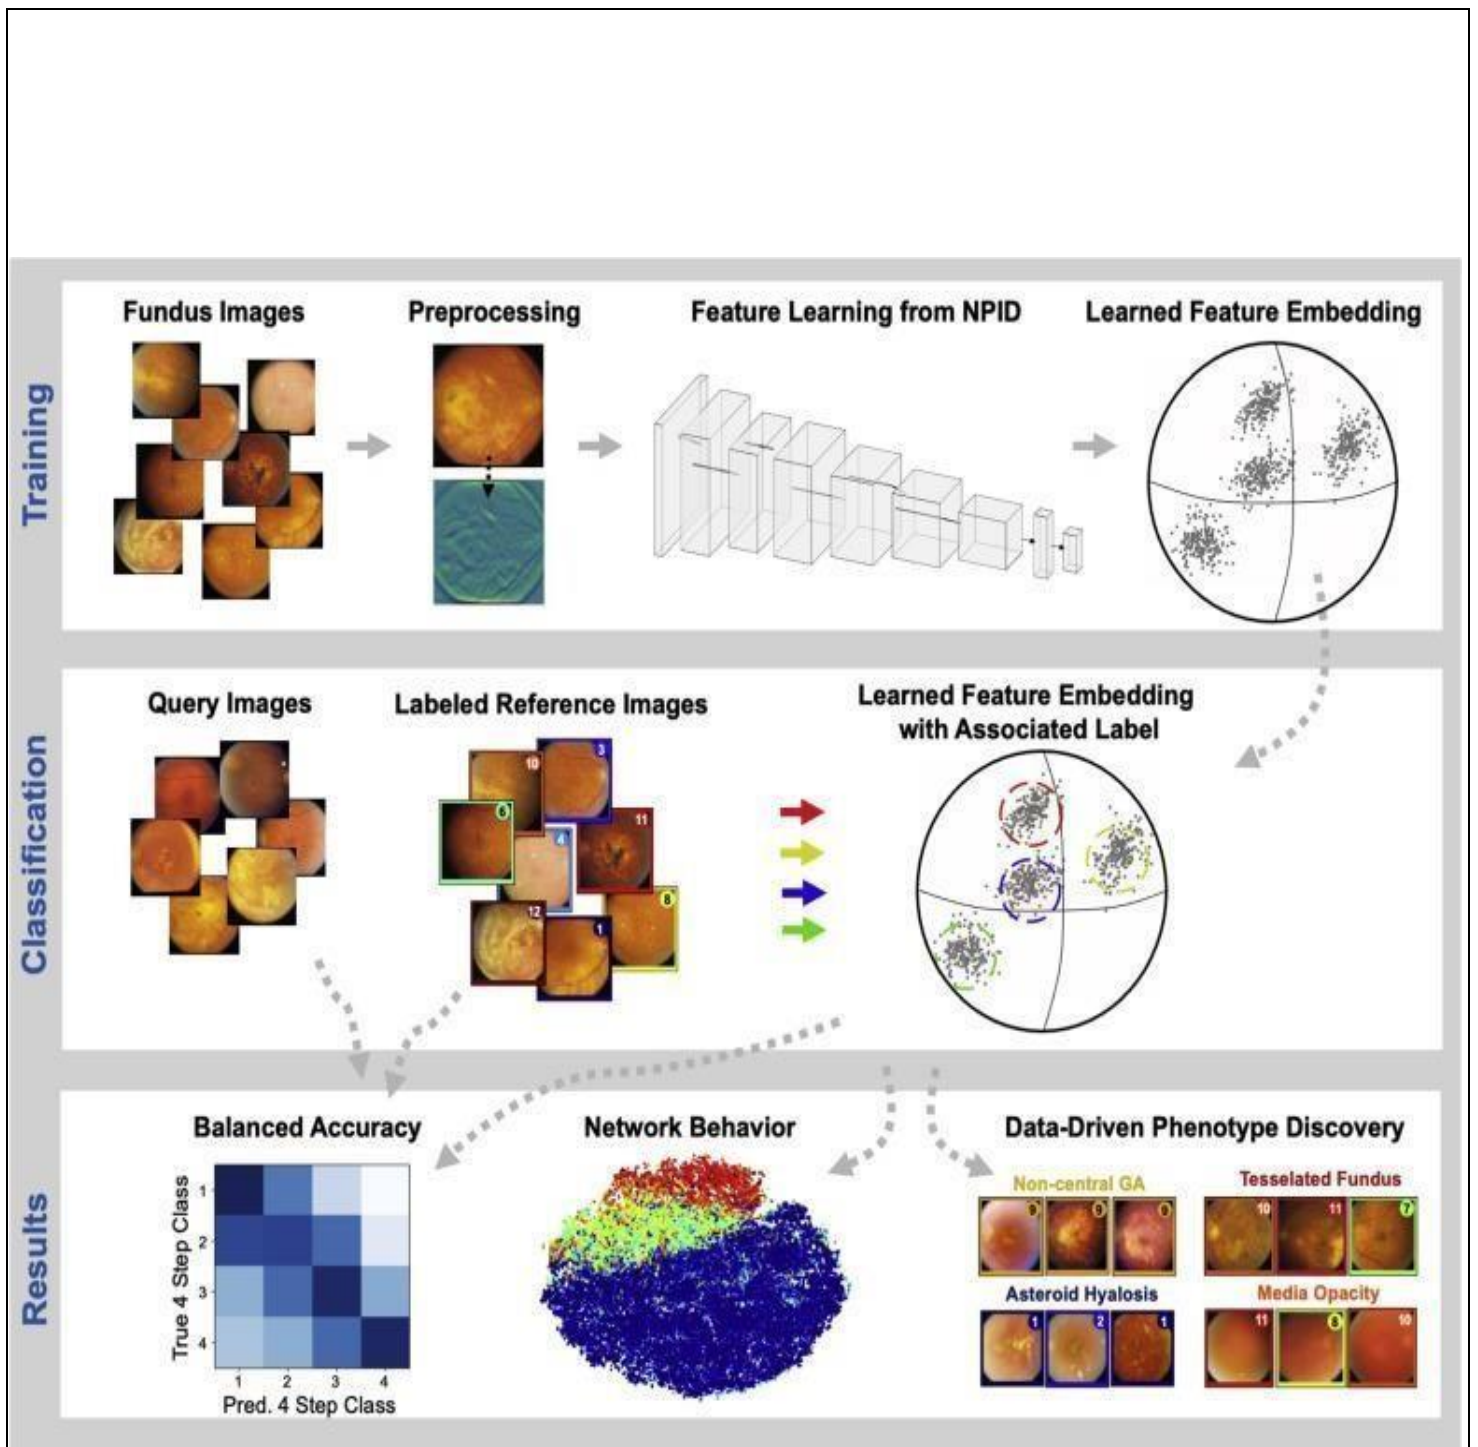 Training
Fundus Images
Preprocessing
Feature Learning from NPID
Learned Feature Embedding
Classification
Query Images
Labeled Reference Images
Learned Feature Embedding
with Associated Label
10
3
6
4
11
12
1
8
Results
Balanced Accuracy
True 4 Step Class
1
2
3
4
1 2 3 4
Pred. 4 Step Class
Network Behavior
Data-Driven Phenotype Discovery
Non-central GA
9 9 9
Tesselated Fundus
10 11 7
Asteroid Hyalosis
1 2 1
Media Opacity
11 8 10